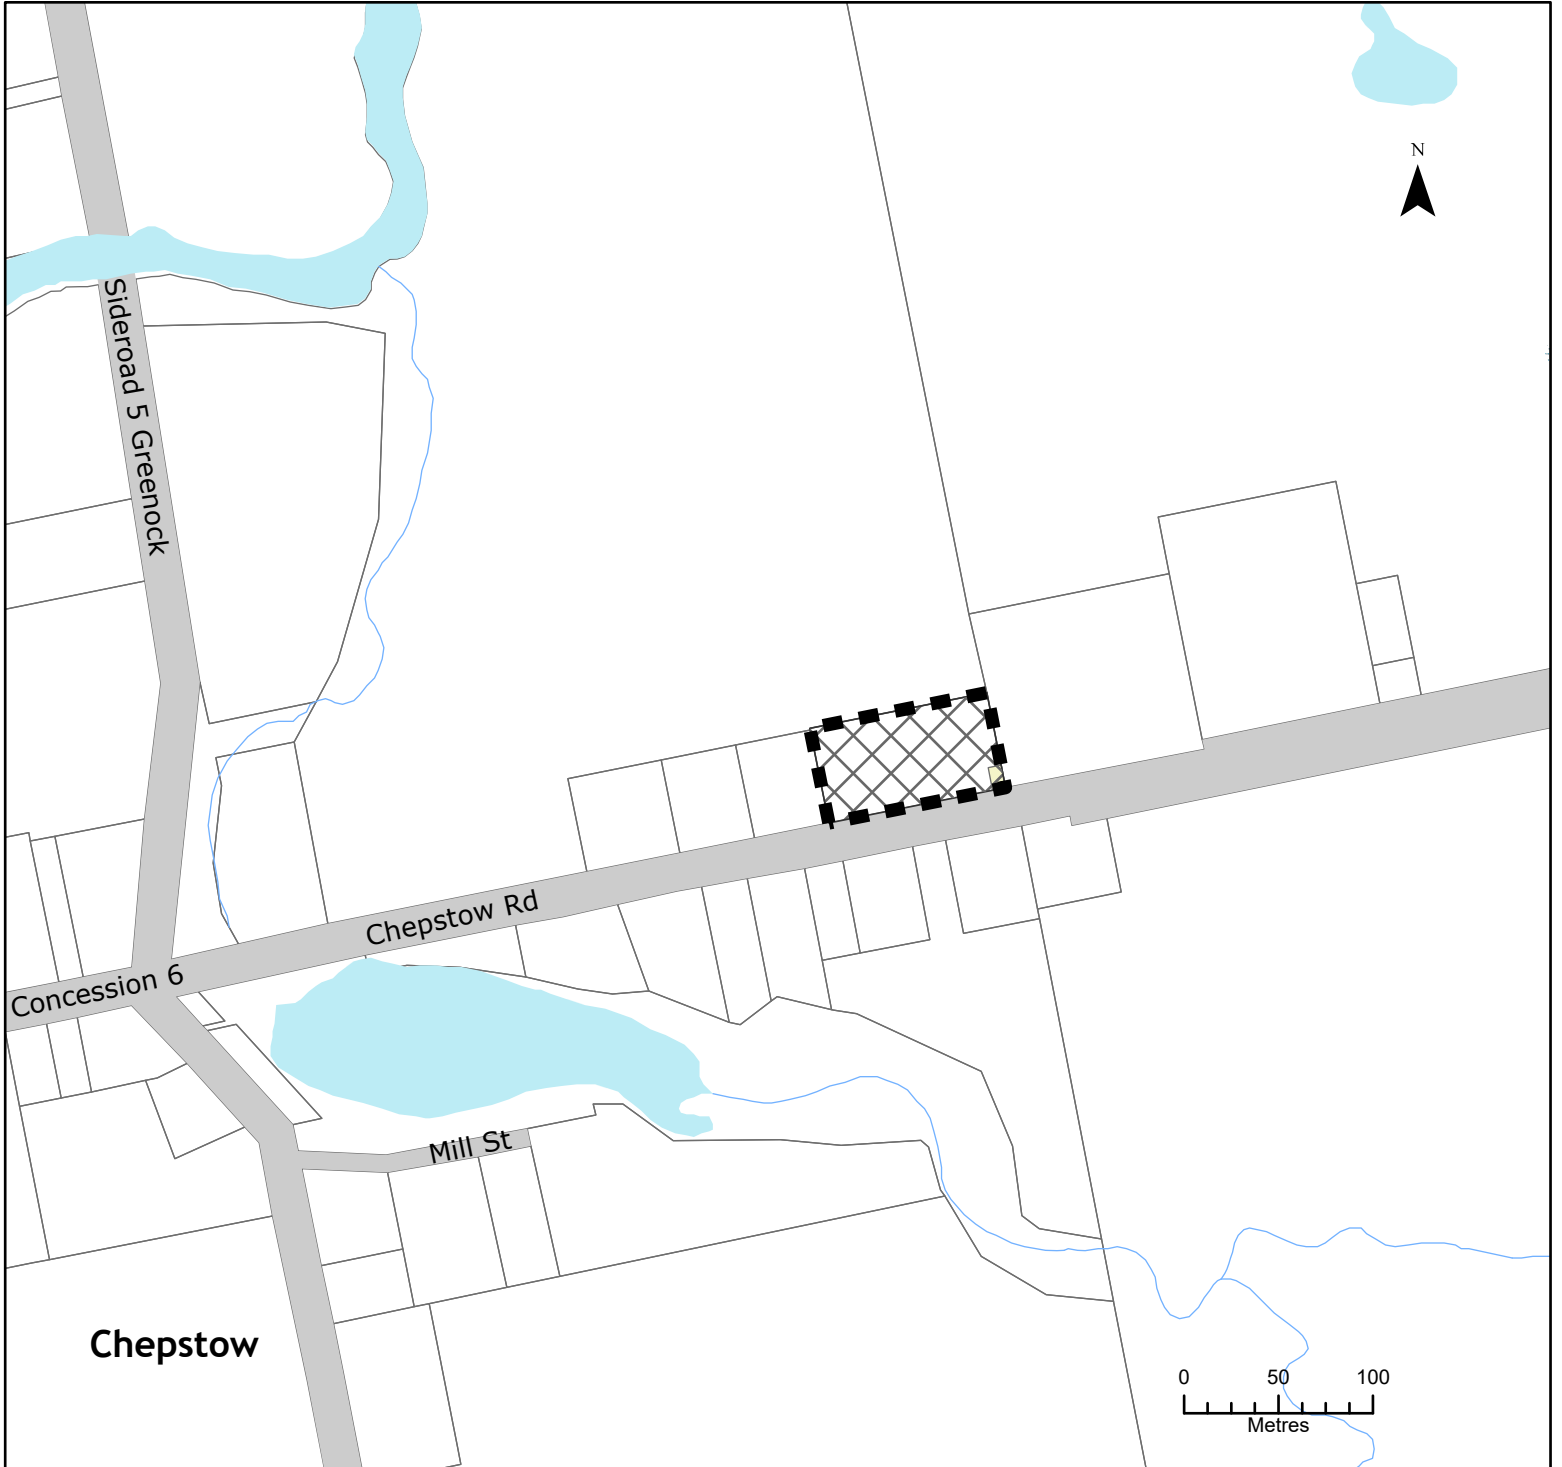 N
Sideroad 5 Greenock
Chepstow Rd
Concession 6
Mill St
Chepstow
0 50 100
Metres